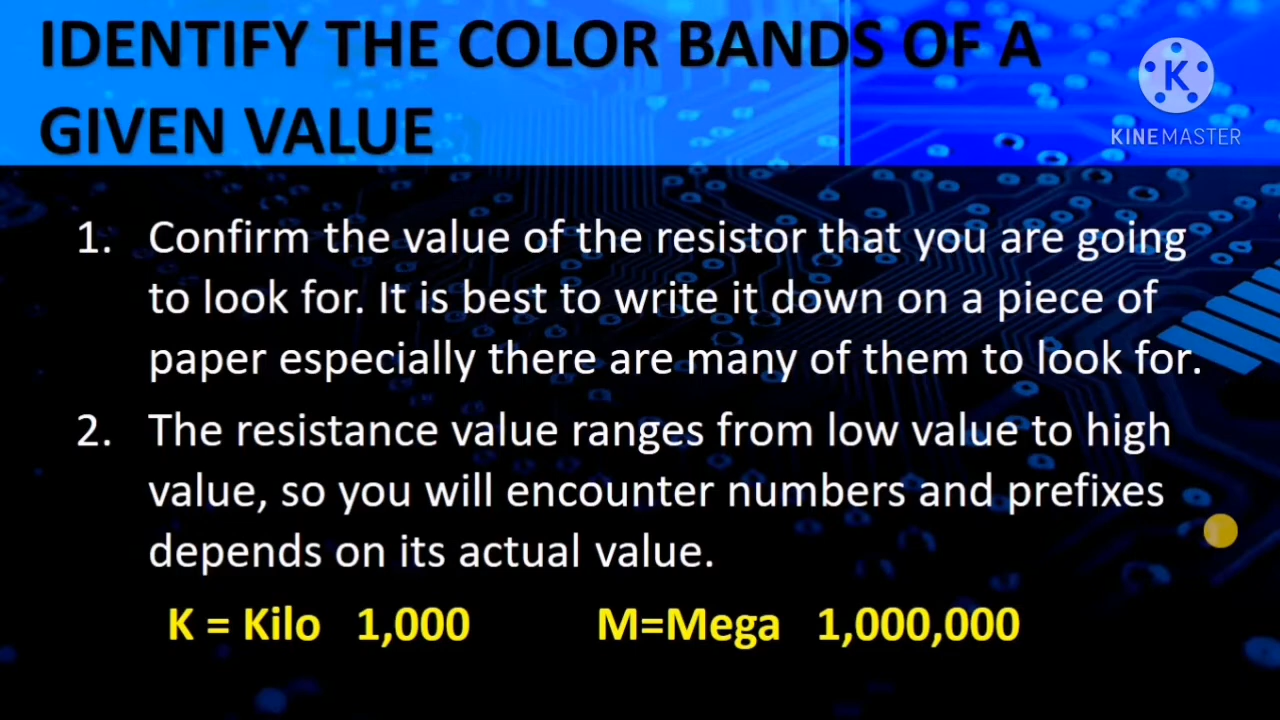 IDENTIFY THE COLOR BANDS OF A
GIVEN VALUE
K
KINEMASTER
1. Confirm the value of the resistor that you are going
to look for. It is best to write it down on a piece of
paper especially there are many of them to look for.
2. The resistance value ranges from low value to high
value, so you will encounter numbers and prefixes
depends on its actual value.
K = Kilo 1,000 M=Mega 1,000,000